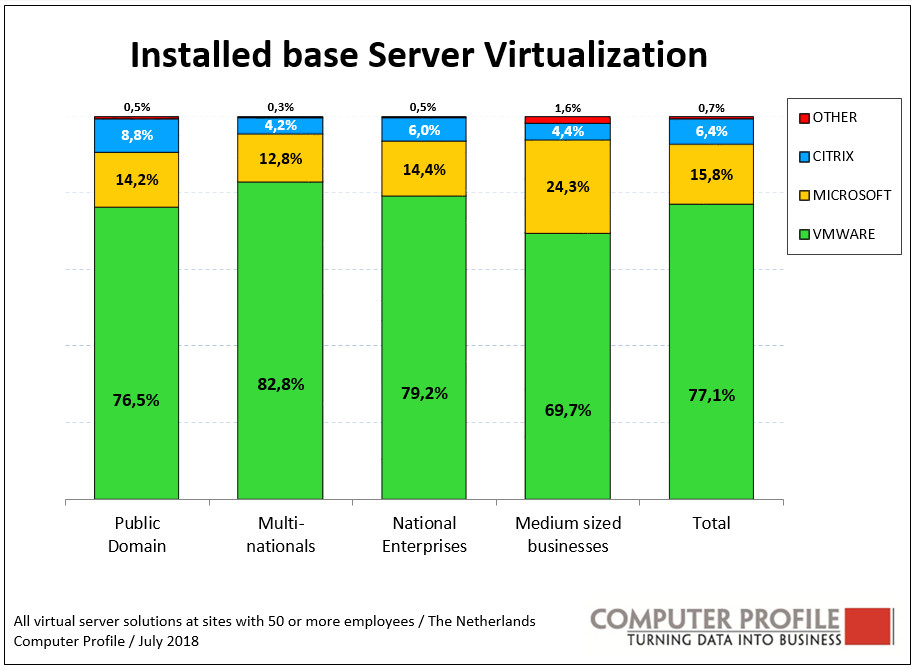 Installed base Server Virtualization
0,5% 0,3% 0,5% 1,6% 0,7%
8,8% 4,2% 6,0% 4,4% 6,4%
14,2% 12,8% 14,4% 24,3% 15,8%
76,5% 82,8% 79,2% 69,7% 77,1%
OTHER
CITRIX
MICROSOFT
VMWARE
Public Multi- National Medium sized Total
Domain nationals Enterprises businesses
All virtual server solutions at sites with 50 or more employees / The Netherlands
Computer Profile / July 2018
COMPUTER PROFILE
TURNING DATA INTO BUSINESS